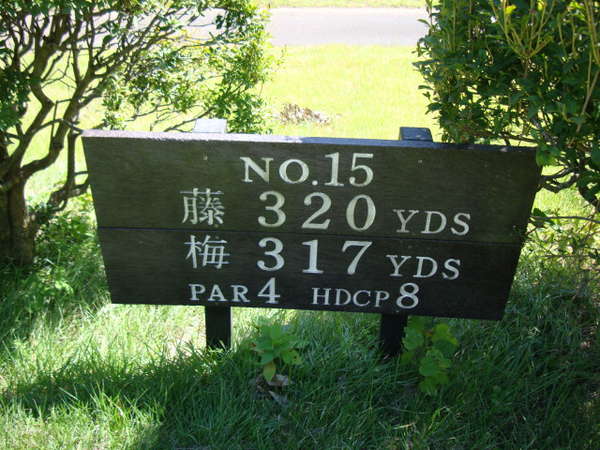 NO.15
藤 320 YDS
梅 317 YDS
PAR 4 HDCP 8